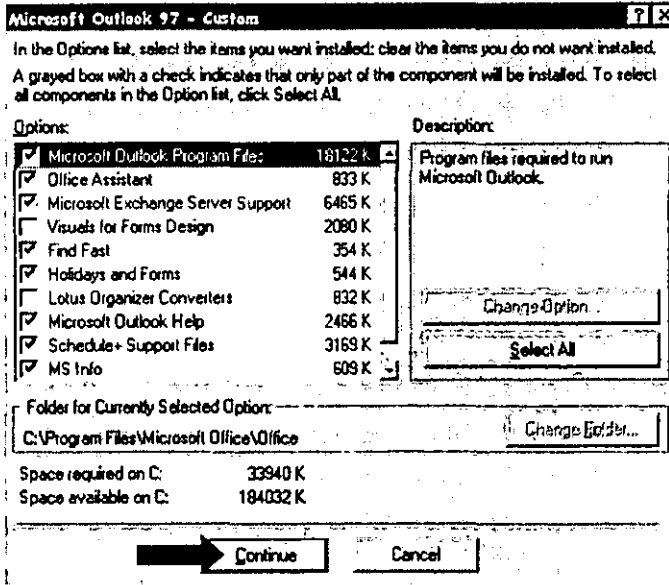 Microsoft Outlook 97 - Custom
In the Options list, select the items you want installed; clear the items you do not want installed.
A grayed box with a check indicates that only part of the component will be installed. To select
all components in the Option list, click Select All.
Options:
Description:
Microsoft Outlook Program Files 18122 K
Office Assistant 833 K
Microsoft Exchange Server Support 6465 K
Visuals for Forms Design 2080 K
Find Fast 354 K
Holidays and Forms 544 K
Lotus Organizer Converters 832 K
Microsoft Outlook Help 2466 K
Schedule+ Support Files 3169 K
MS Info 609 K
Program files required to run
Microsoft Outlook.
Change Option...
Select All
Folder for Currently Selected Option:
C:\Program Files\Microsoft Office\Office
Change Folder...
Space required on C: 33940 K
Space available on C: 184032 K
Continue
Cancel